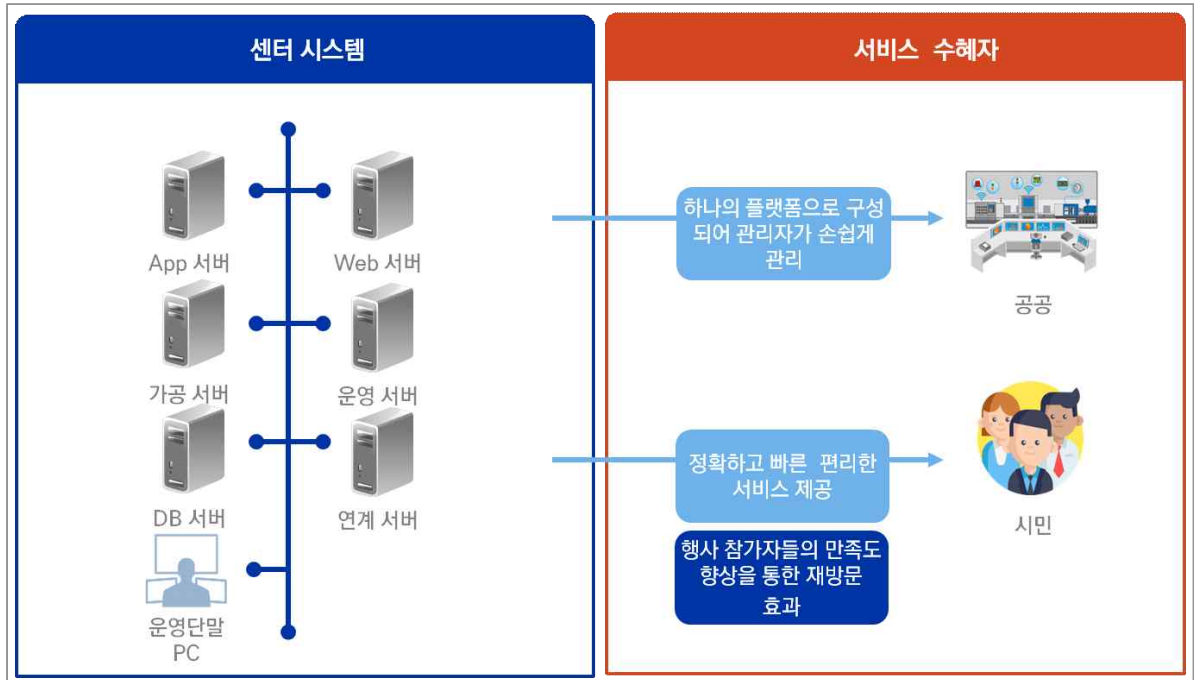 센터 시스템
App 서버
Web 서버
가공 서버
운영 서버
DB 서버
연계 서버
운영단말
PC
서비스 수혜자
하나의 플랫폼으로 구성
되어 관리자가 손쉽게
관리
공공
정확하고 빠른 편리한
서비스 제공
시민
행사 참가자들의 만족도
향상을 통한 재방문
효과